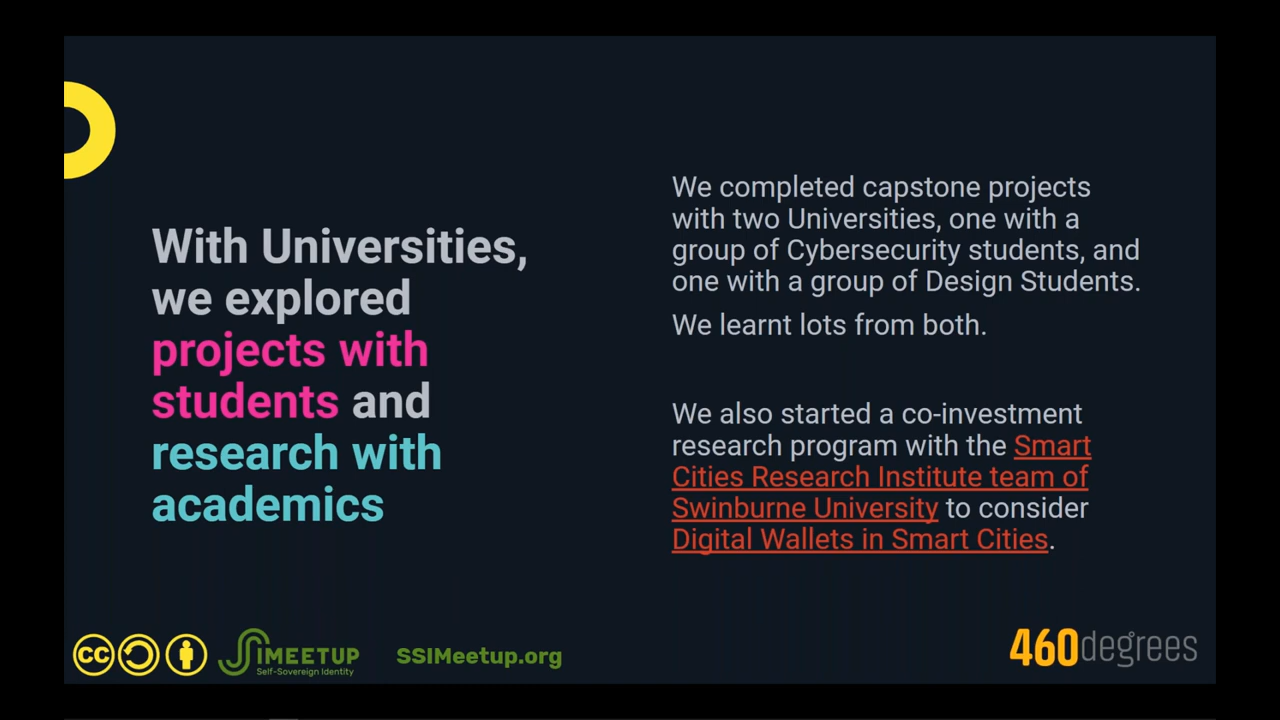 With Universities,
we explored
projects with
students and
research with
academics
We completed capstone projects
with two Universities, one with a
group of Cybersecurity students, and
one with a group of Design Students.
We learnt lots from both.
We also started a co-investment
research program with the Smart
Cities Research Institute team of
Swinburne University to consider
Digital Wallets in Smart Cities.
CC
SSIMEETUP
Self-Sovereign Identity
SSIMeetup.org
460degrees